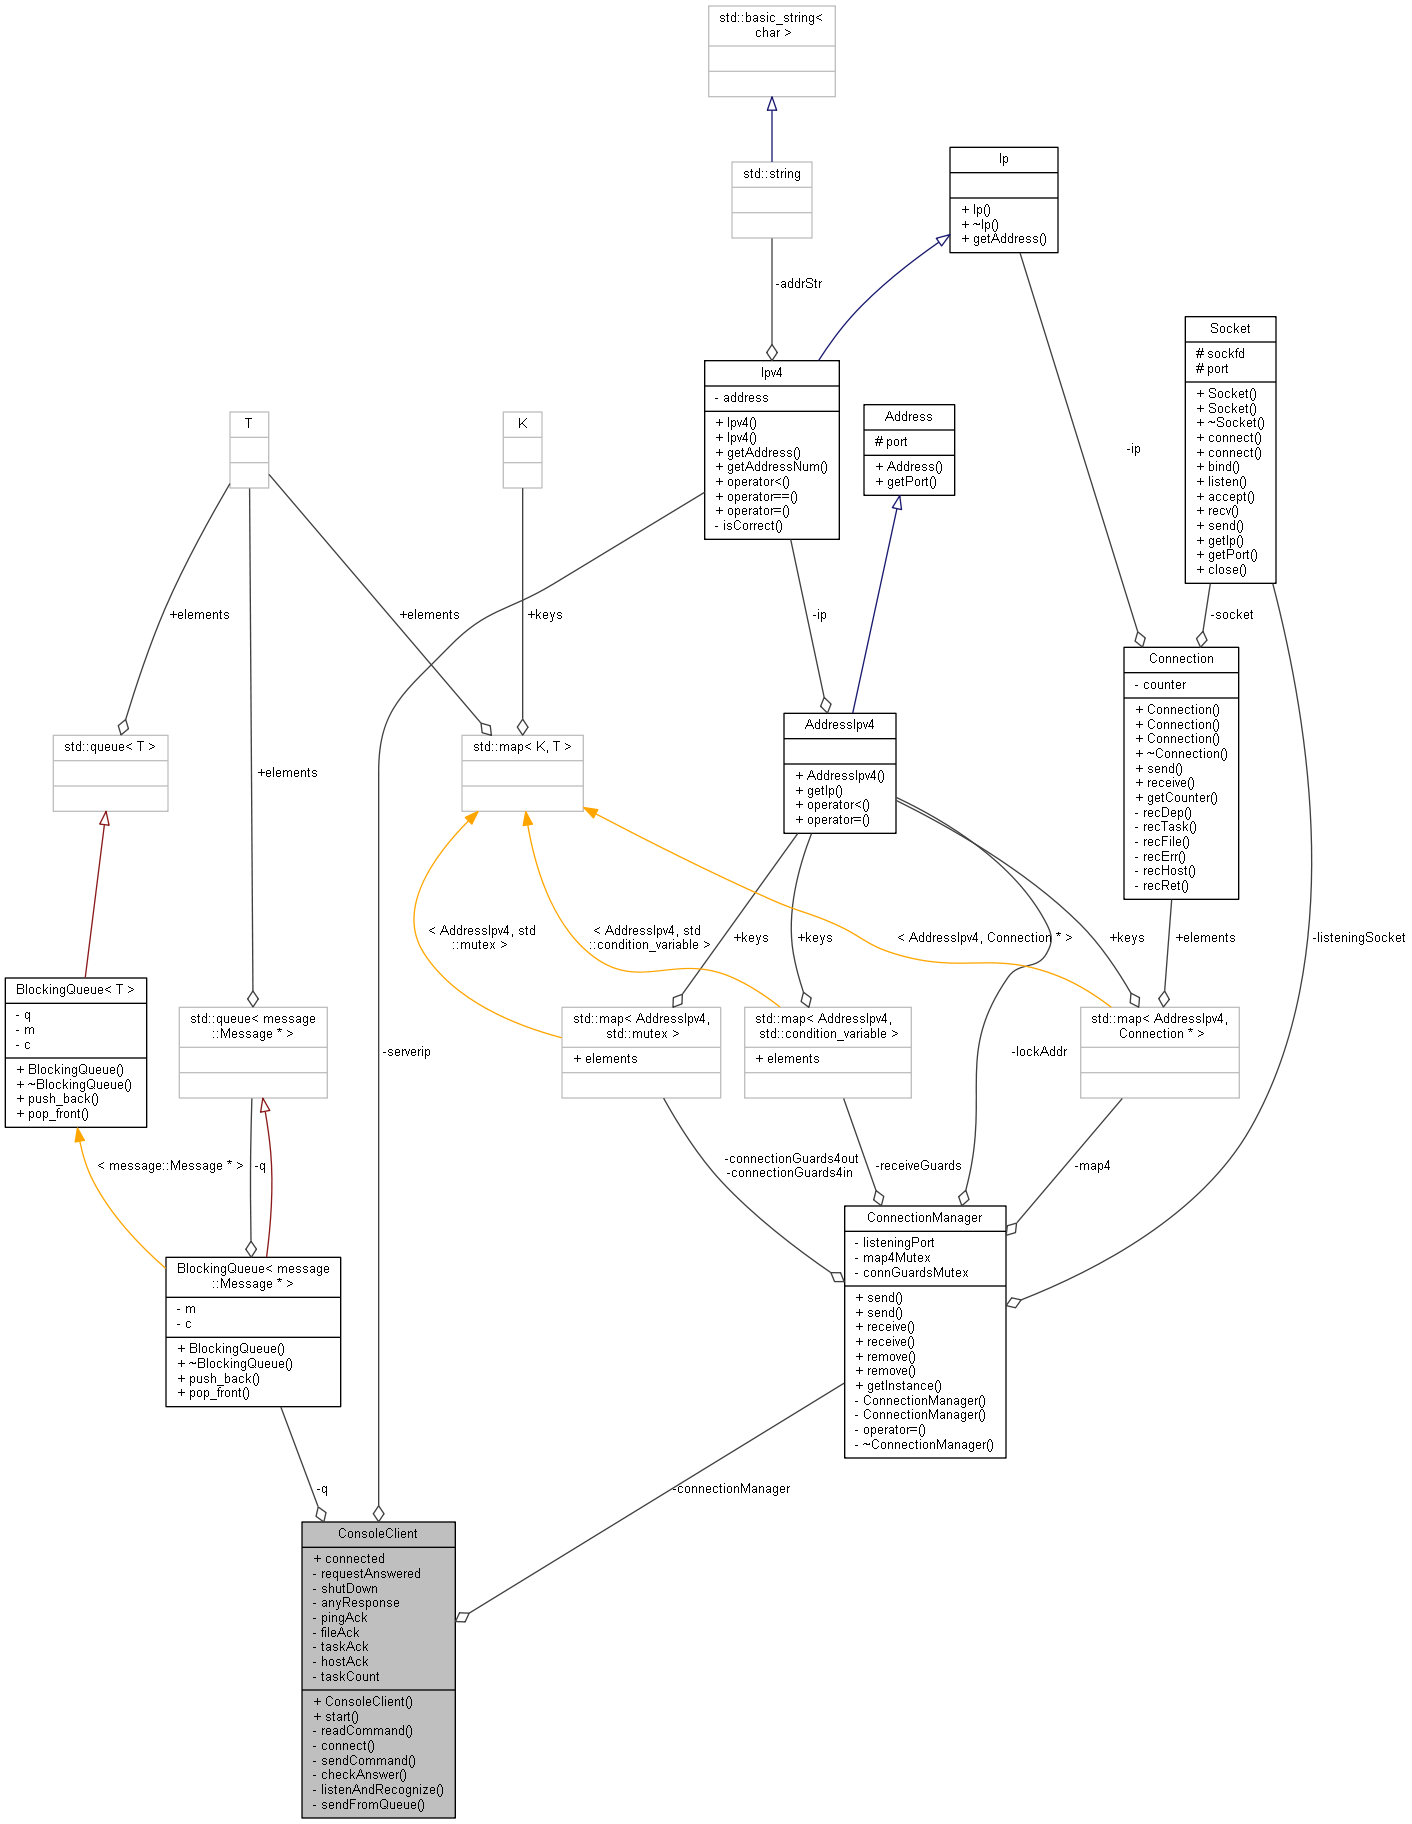 std::basic_string<
char >
std::string
Ip
+ Ip()
+ ~Ip()
+ getAddress()
-addrStr
Socket
# sockfd
# port
+ Socket()
+ Socket()
+ ~Socket()
+ connect()
+ connect()
+ bind()
+ listen()
+ accept()
+ recv()
+ send()
+ getIp()
+ getPort()
+ close()
Ipv4
- address
+ Ipv4()
+ Ipv4()
+ getAddress()
+ getAddressNum()
+ operator<()
+ operator==()
+ operator=()
- isCorrect()
Address
# port
+ Address()
+ getPort()
T
K
-ip
+elements
+elements
+keys
-ip
-socket
Connection
- counter
+ Connection()
+ Connection()
+ Connection()
+ ~Connection()
+ send()
+ receive()
+ getCounter()
- recDep()
- recTask()
- recFile()
- recErr()
- recHost()
- recRet()
AddressIpv4
+ AddressIpv4()
+ getIp()
+ operator<()
+ operator=()
std::queue< T >
+elements
std::map< K, T >
< AddressIpv4, std
::mutex >
< AddressIpv4, std
::condition_variable >
< AddressIpv4, Connection * >
+keys
+keys
+keys
+elements
-listeningSocket
BlockingQueue< T >
- q
- m
- c
+ BlockingQueue()
+ ~BlockingQueue()
+ push_back()
+ pop_front()
std::queue< message
::Message * >
-serverip
std::map< AddressIpv4,
std::mutex >
+ elements
std::map< AddressIpv4,
std::condition_variable >
+ elements
-lockAddr
std::map< AddressIpv4,
Connection * >
< message::Message * >
-q
-connectionGuards4out
-connectionGuards4in
-receiveGuards
-map4
ConnectionManager
- listeningPort
- map4Mutex
- connGuardsMutex
+ send()
+ send()
+ receive()
+ receive()
+ remove()
+ remove()
+ getInstance()
- ConnectionManager()
- ConnectionManager()
- operator=()
- ~ConnectionManager()
BlockingQueue< message
::Message * >
- m
- c
+ BlockingQueue()
+ ~BlockingQueue()
+ push_back()
+ pop_front()
-q
-connectionManager
ConsoleClient
+ connected
- requestAnswered
- shutDown
- anyResponse
- pingAck
- fileAck
- taskAck
- hostAck
- taskCount
+ ConsoleClient()
+ start()
- readCommand()
- connect()
- sendCommand()
- checkAnswer()
- listenAndRecognize()
- sendFromQueue()